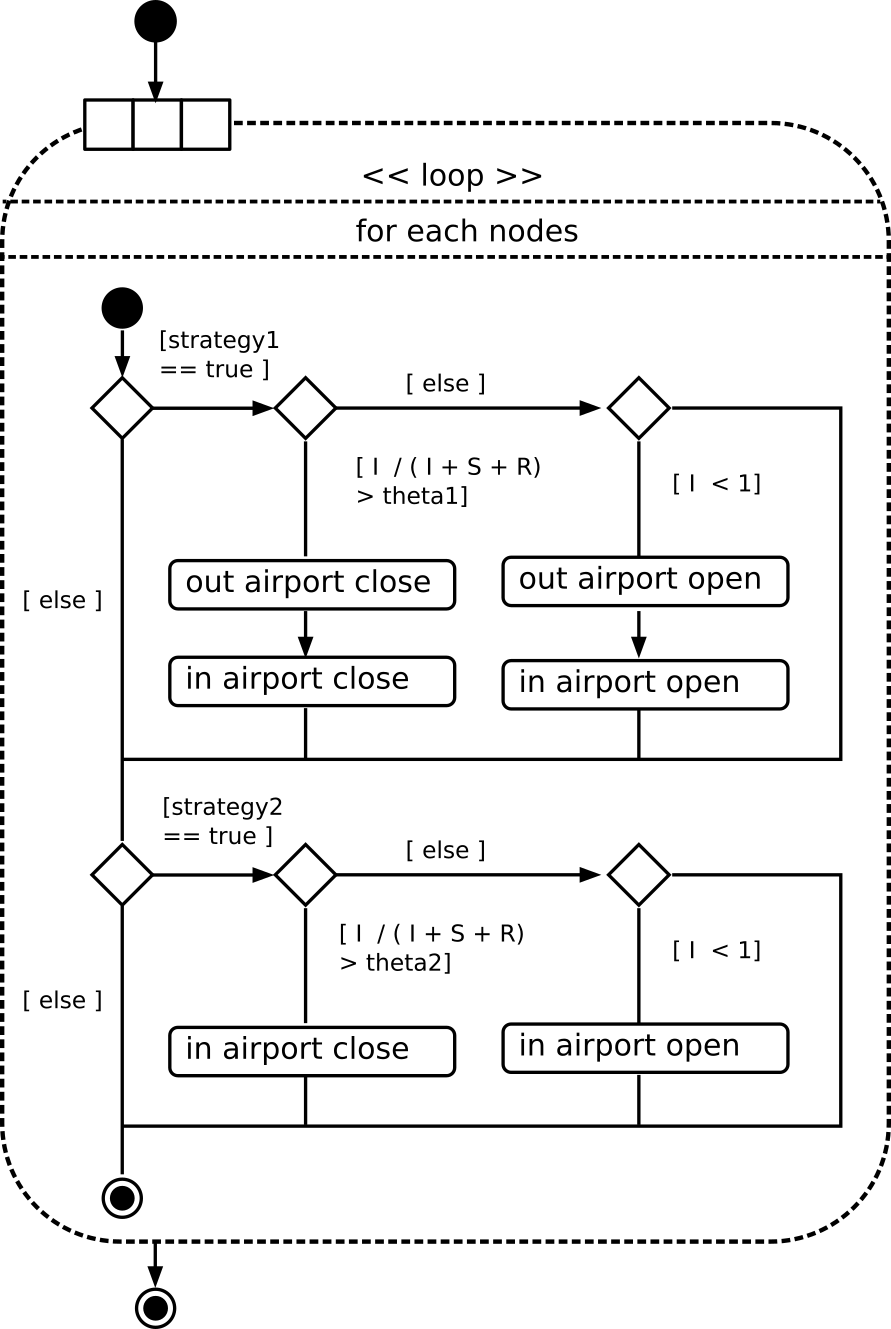 << loop >>
for each nodes
[strategy1
== true ]
[ else ]
[ I  / ( I + S + R)
> theta1]
[ I  < 1]
out airport close
out airport open
[ else ]
in airport close
in airport open
[strategy2
== true ]
[ else ]
[ I  / ( I + S + R)
> theta2]
[ I  < 1]
[ else ]
in airport close
in airport open